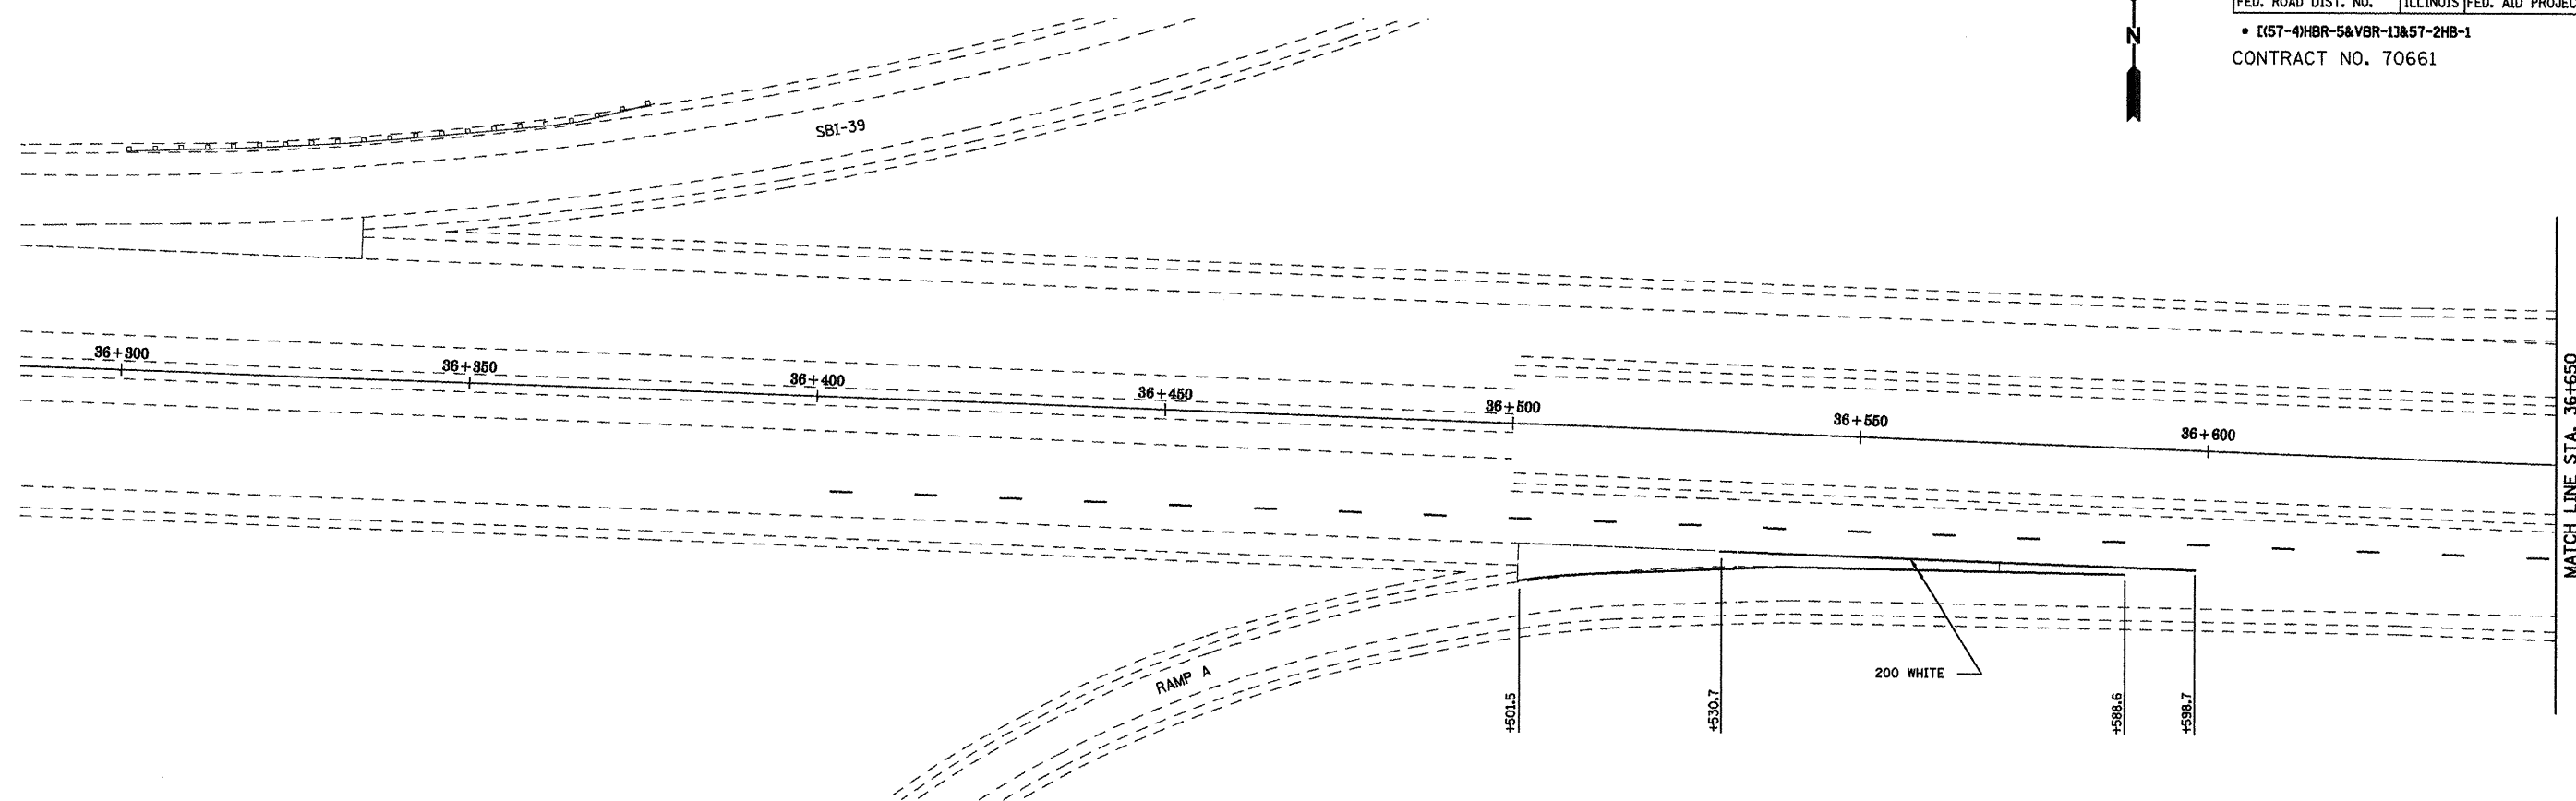 FED. ROAD DIST. NO. ILLINOIS FED. AID PROJEC
N
• [(57-4)HBR-5&VBR-1]&57-2HB-1
CONTRACT NO. 70661
SBI-39
36+300
36+350
36+400
36+450
36+500
36+550
36+600
MATCH LINE STA. 36+650
RAMP A
200 WHITE
+501.5
+530.7
+588.6
+598.7